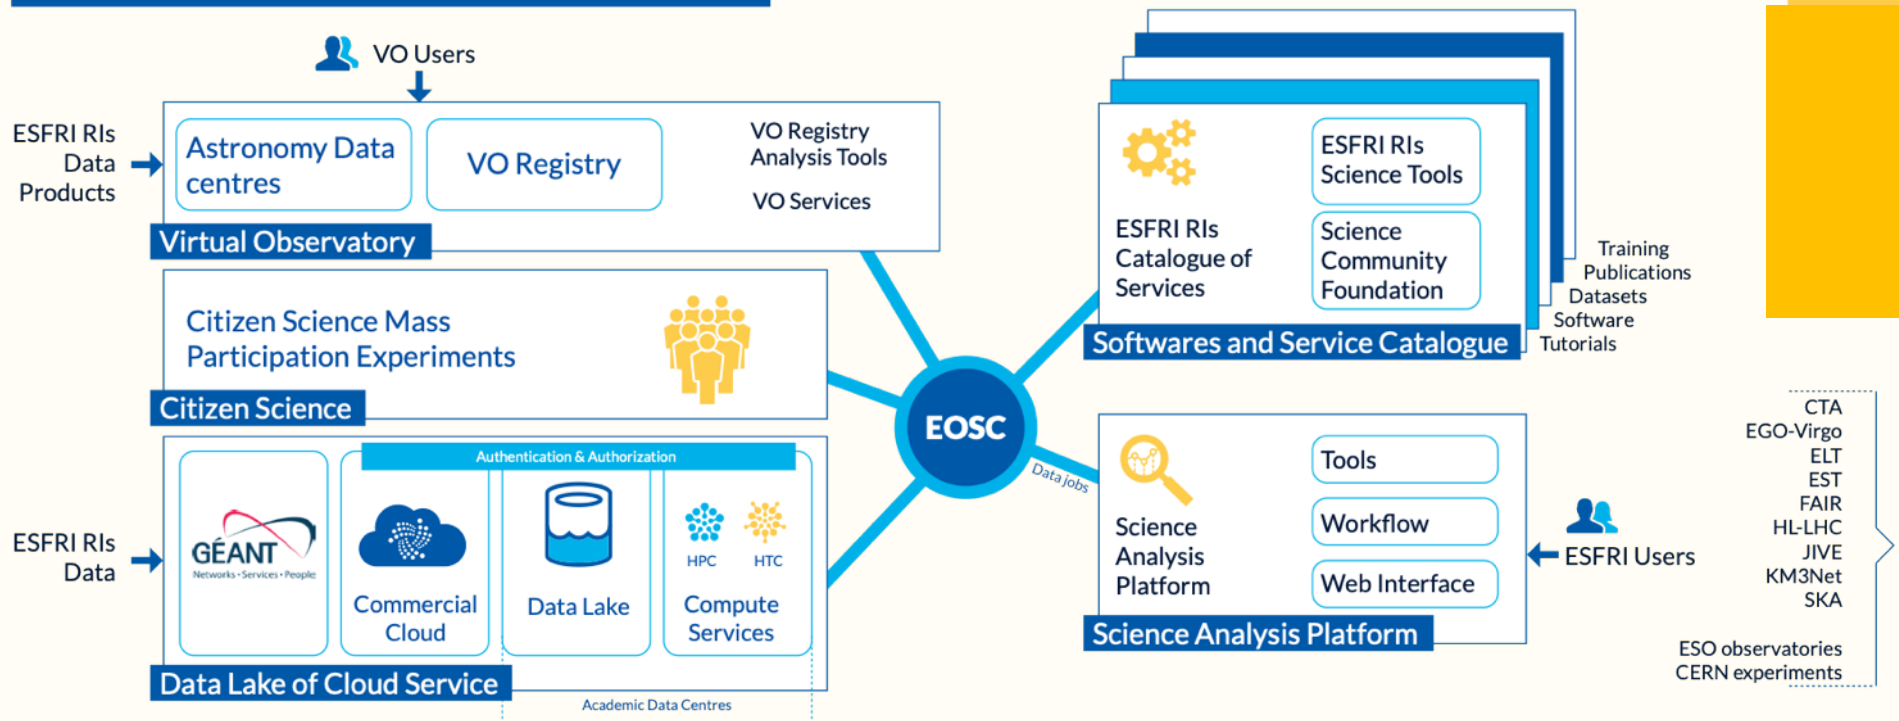 VO Users
ESFRI RIs
Data
Products
Astronomy Data
centres
VO Registry
VO Registry
Analysis Tools
VO Services
Virtual Observatory
Citizen Science Mass
Participation Experiments
Citizen Science
ESFRI RIs
Data
Authentication & Authorization
GÉANT
Networks • Services • People
Commercial
Cloud
Data Lake
HPC
HTC
Compute
Services
Data Lake of Cloud Service
Academic Data Centres
EOSC
Data jobs
ESFRI RIs
Catalogue of
Services
ESFRI RIs
Science Tools
Science
Community
Foundation
Softwares and Service Catalogue
Training
Publications
Datasets
Software
Tutorials
Science
Analysis
Platform
Tools
Workflow
Web Interface
Science Analysis Platform
ESFRI Users
CTA
EGO-Virgo
ELT
EST
FAIR
HL-LHC
JIVE
KM3Net
SKA
ESO observatories
CERN experiments